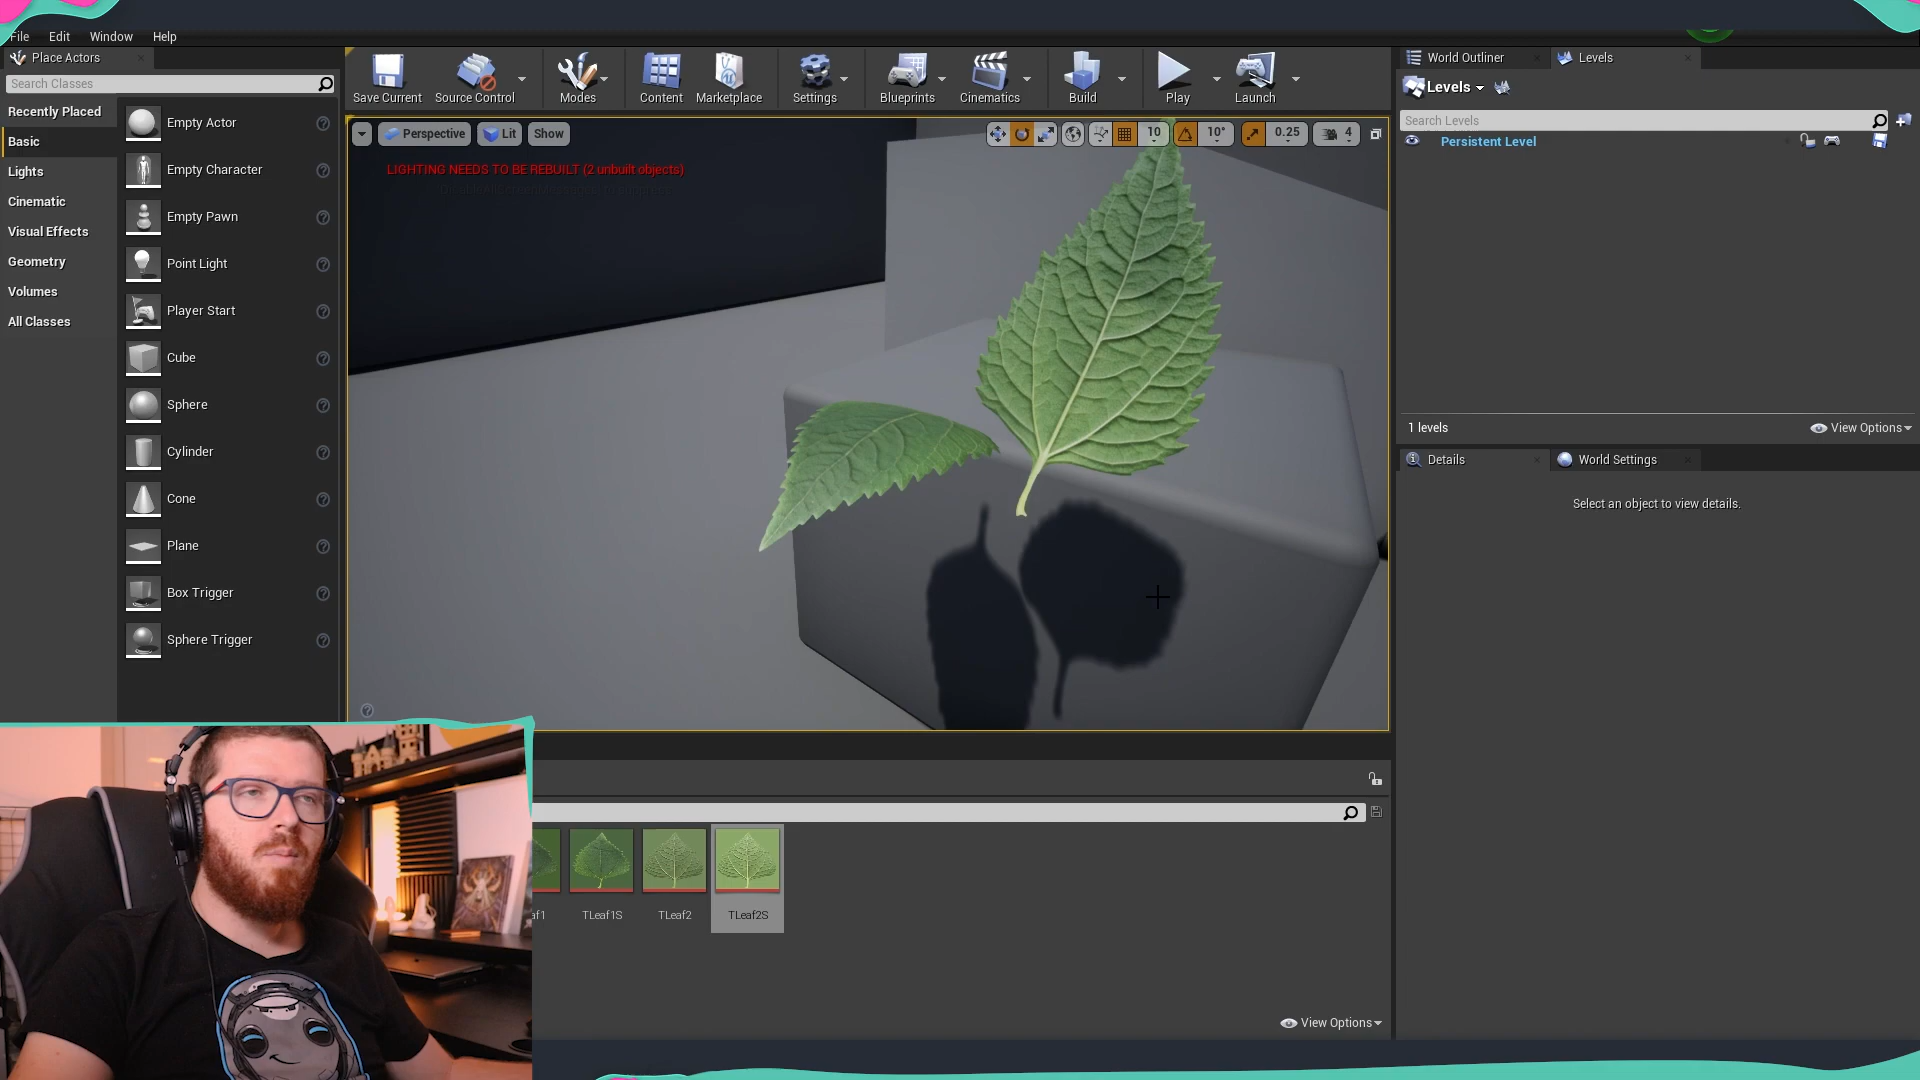 File Edit Window Help
Place Actors
Search Classes
Recently Placed
Basic
Lights
Cinematic
Visual Effects
Geometry
Volumes
All Classes
Empty Actor
Empty Character
Empty Pawn
Point Light
Player Start
Cube
Sphere
Cylinder
Cone
Plane
Box Trigger
Sphere Trigger
Save Current
Source Control
Modes
Content
Marketplace
Settings
Blueprints
Cinematics
Build
Play
Launch
Perspective
Lit
Show
10
10°
0.25
4
LIGHTING NEEDS TO BE REBUILT (2 unbuilt objects)
World Outliner
Levels
Levels
Search Levels
Persistent Level
1 levels
View Options
Details
World Settings
Select an object to view details.
af1
TLeaf1S
TLeaf2
TLeaf2S
View Options